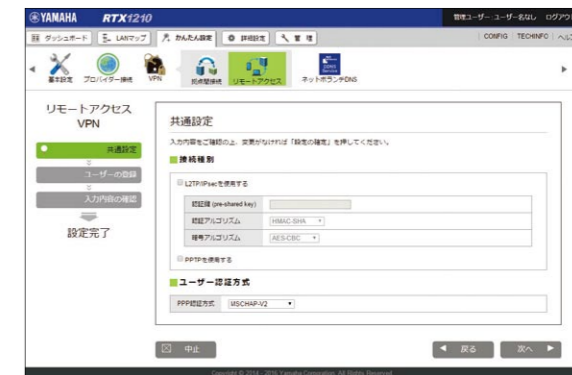 YAMAHA RTX1210
管理ユーザー:ユーザー名なし ログアウ
ダッシュボード LANマップ かんたん設定 詳細設定 管理 CONFIG TECHINFO ヘル
基本設定 プロバイダー接続 VPN 拠点間接続 リモートアクセス ネットボランチDNS
リモートアクセス
VPN
共通設定
ユーザーの登録
入力内容の確認
設定完了
共通設定
入力内容をご確認の上、変更がなければ「設定の確定」を押してください。
接続種別
L2TP/IPsecを使用する
認証鍵 (pre-shared key)
認証アルゴリズム HMAC-SHA
暗号アルゴリズム AES-CBC
PPTPを使用する
ユーザー認証方式
PPP認証方式 MSCHAP-V2
中止 戻る 次へ
Copyright © 2014 - 2016 Yamaha Corporation. All Rights Reserved.